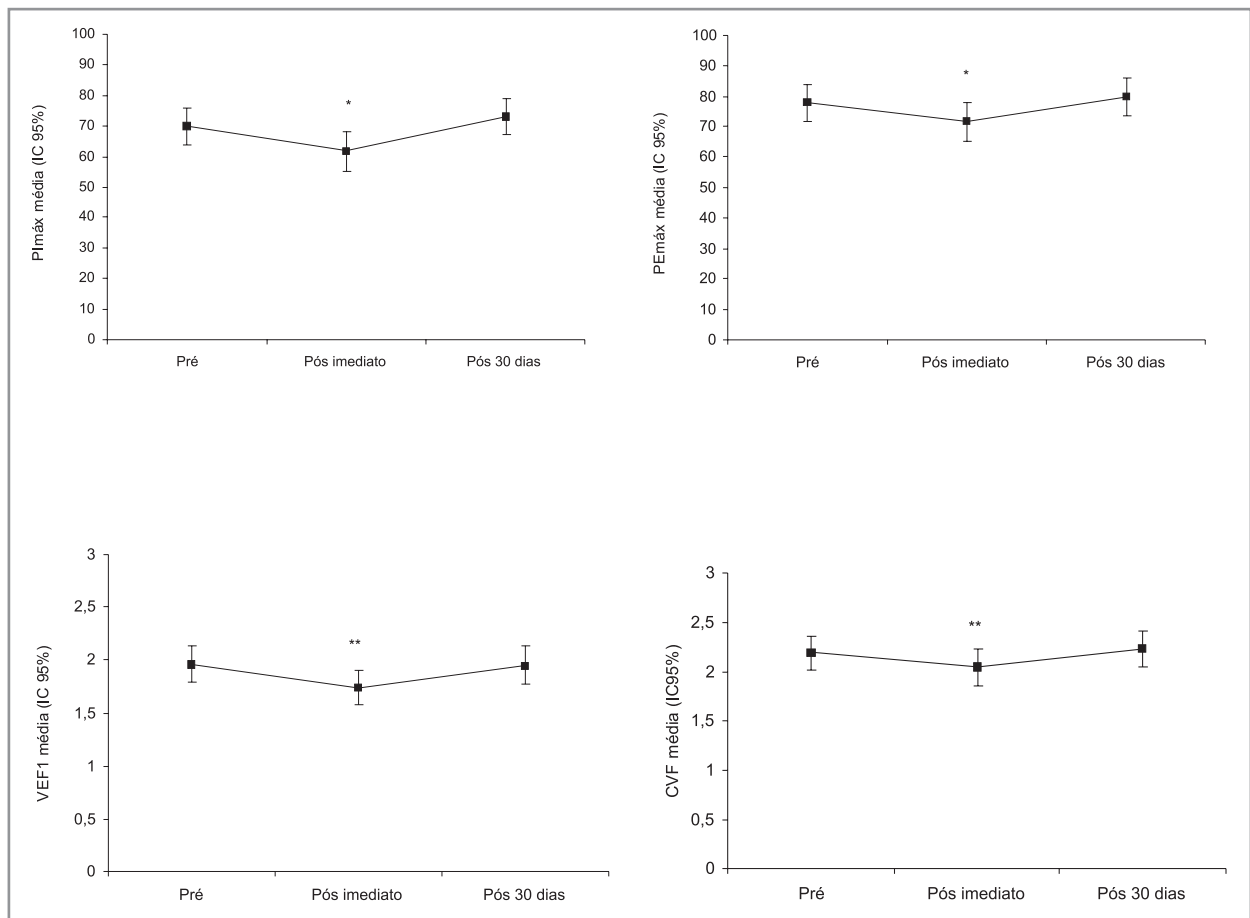 100
90
80
70
60
50
40
30
20
10
0
PImáx média (IC 95%)
*
Pré
Pós imediato
Pós 30 dias
100
90
80
70
60
50
40
30
20
10
0
PEmáx média (IC 95%)
*
Pré
Pós imediato
Pós 30 dias
3
2,5
2
1,5
1
0,5
0
VEF1 média (IC 95%)
**
Pré
Pós imediato
Pós 30 dias
3
2,5
2
1,5
1
0,5
0
CVF média (IC95%)
**
Pré
Pós imediato
Pós 30 dias